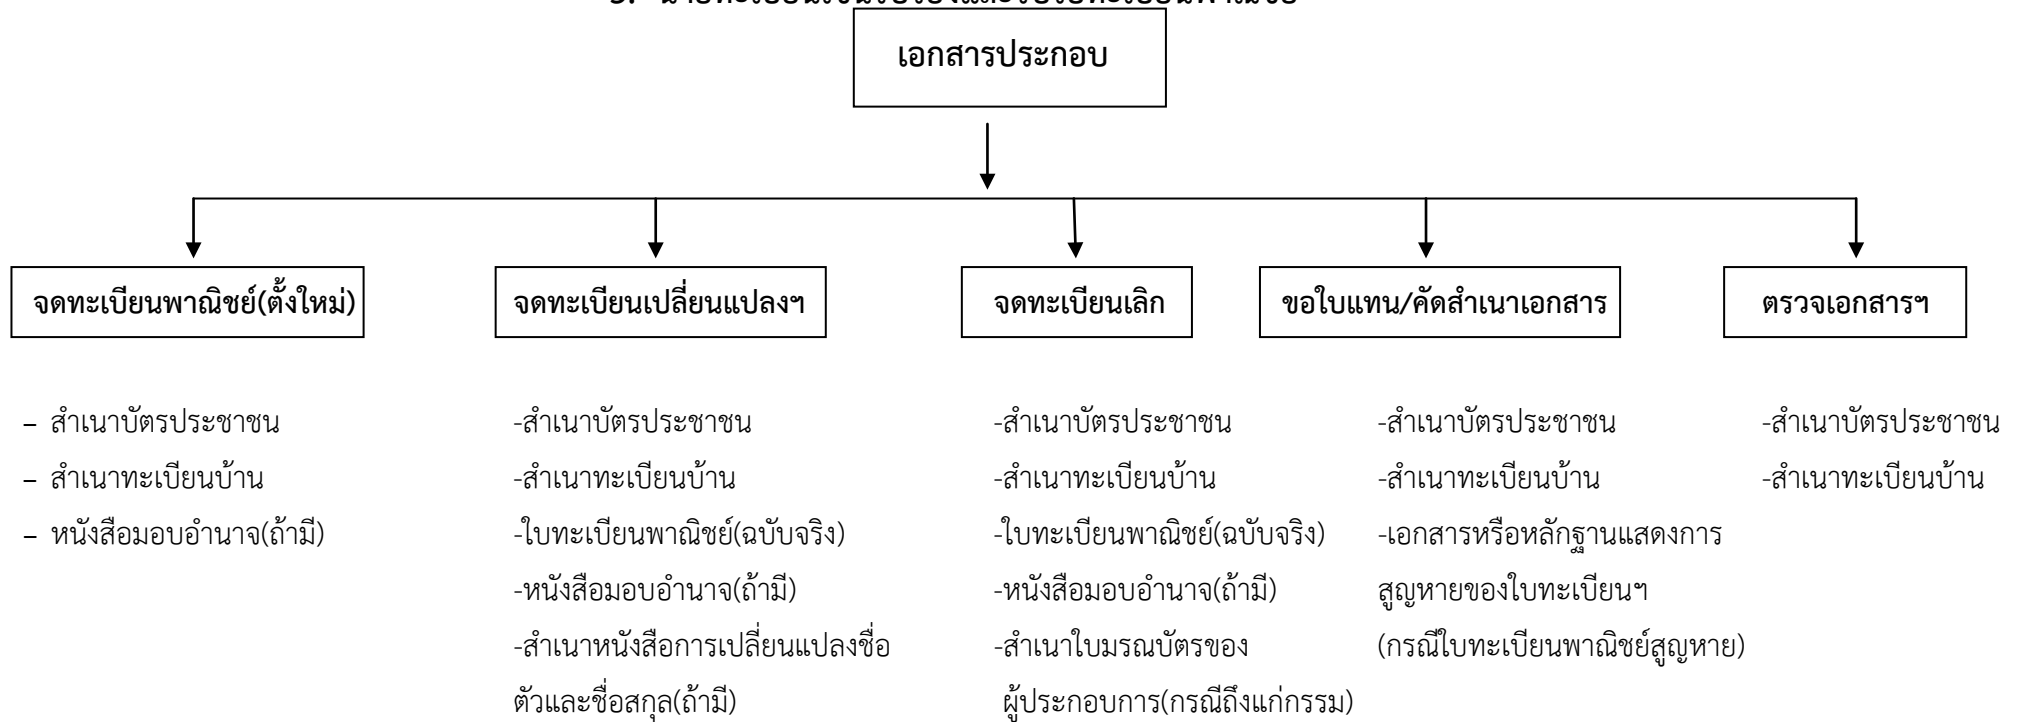 เอกสารประกอบ
จดทะเบียนพาณิชย์(ตั้งใหม่)
– สำเนาบัตรประชาชน
– สำเนาทะเบียนบ้าน
– หนังสือมอบอำนาจ(ถ้ามี)
จดทะเบียนเปลี่ยนแปลงฯ
-สำเนาบัตรประชาชน
-สำเนาทะเบียนบ้าน
-ใบทะเบียนพาณิชย์(ฉบับจริง)
-หนังสือมอบอำนาจ(ถ้ามี)
-สำเนาหนังสือการเปลี่ยนแปลงชื่อ
ตัวและชื่อสกุล(ถ้ามี)
จดทะเบียนเลิก
-สำเนาบัตรประชาชน
-สำเนาทะเบียนบ้าน
-ใบทะเบียนพาณิชย์(ฉบับจริง)
-หนังสือมอบอำนาจ(ถ้ามี)
-สำเนาใบมรณบัตรของ
ผู้ประกอบการ(กรณีถึงแก่กรรม)
ขอใบแทน/คัดสำเนาเอกสาร
-สำเนาบัตรประชาชน
-สำเนาทะเบียนบ้าน
-เอกสารหรือหลักฐานแสดงการ
สูญหายของใบทะเบียนฯ
(กรณีใบทะเบียนพาณิชย์สูญหาย)
ตรวจเอกสารฯ
-สำเนาบัตรประชาชน
-สำเนาทะเบียนบ้าน